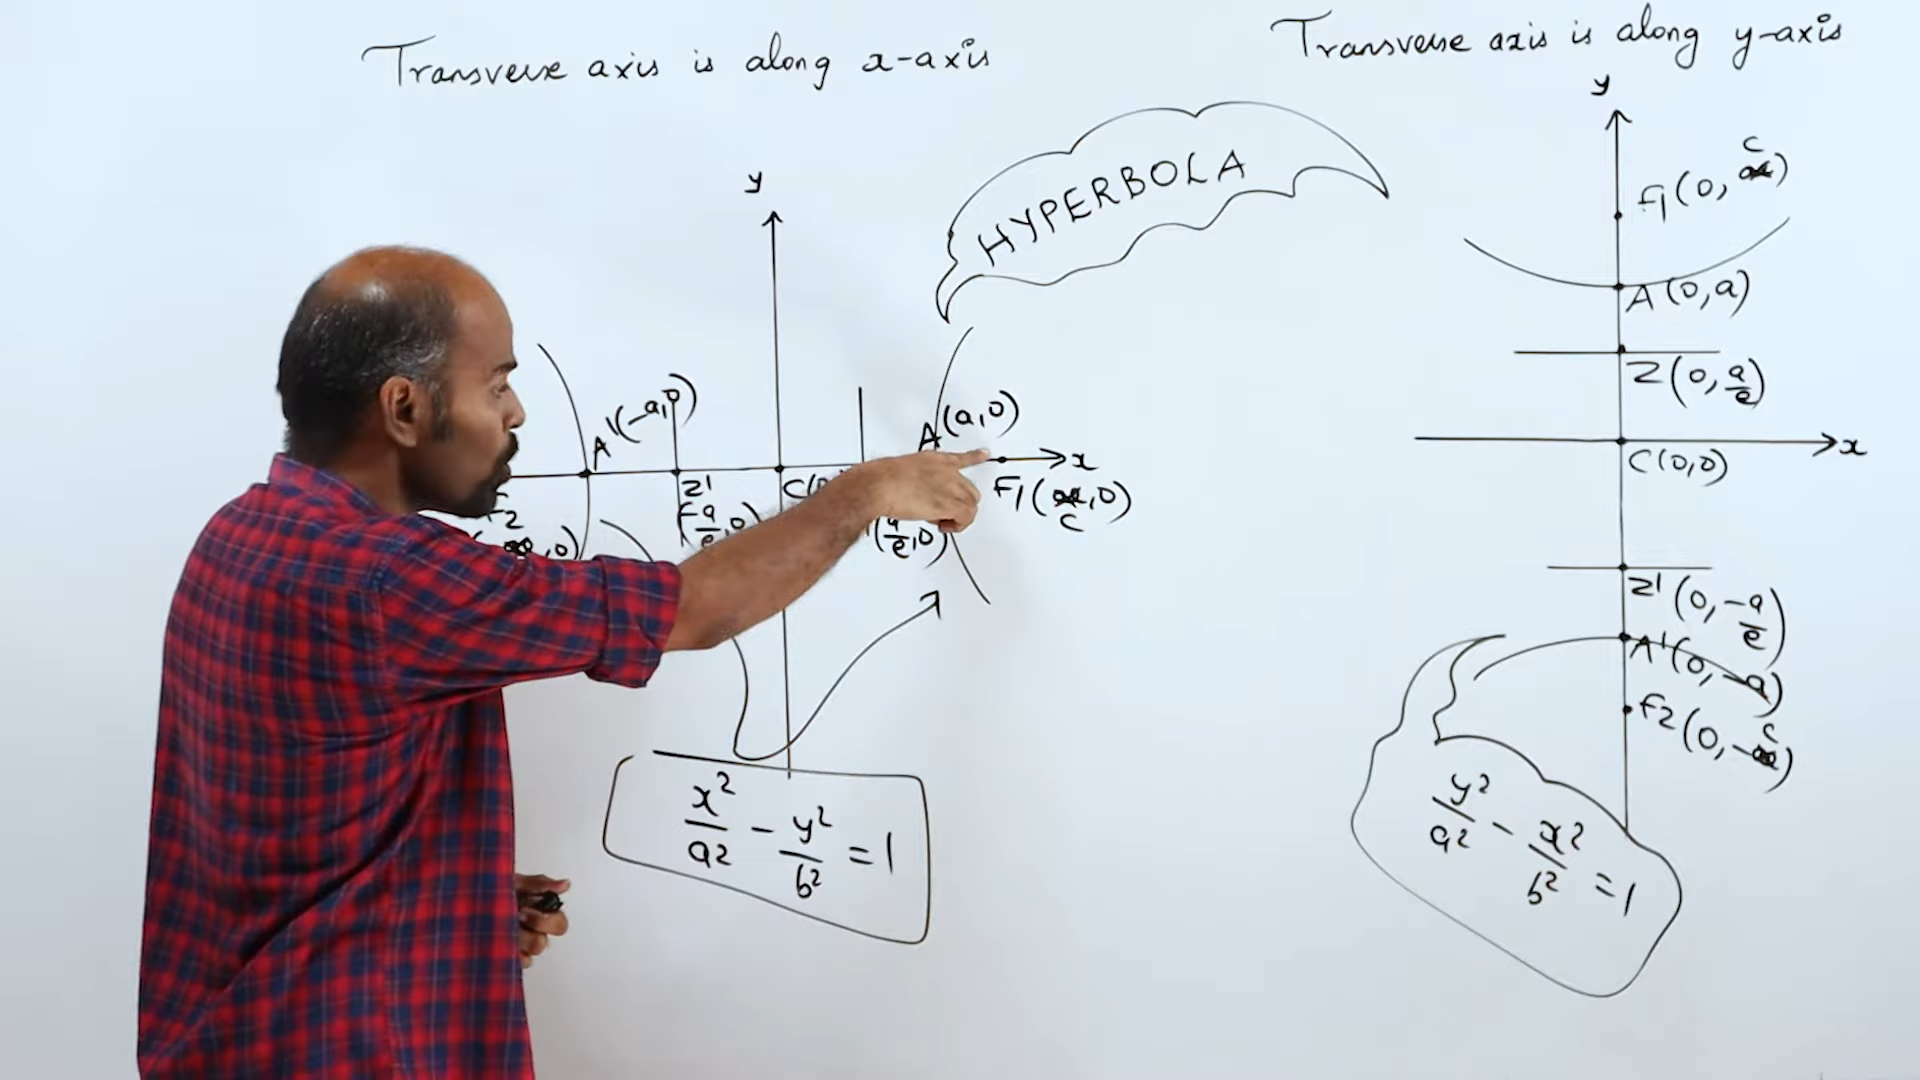 Transverse axis is along x-axis
Transverse axis is along y-axis
HYPERBOLA
y
A'(-a,0)
A(a,0)
x
Z'
C(0
F2
(-a/e,0)
(a/e,0)
F1(c,0)
,0)
x²/a² - y²/b² = 1
y
F1(0,c)
A(0,a)
Z(0,a/e)
x
C(0,0)
Z'(0,-a/e)
A'(0,-a)
F2(0,-c)
y²/a² - x²/b² = 1